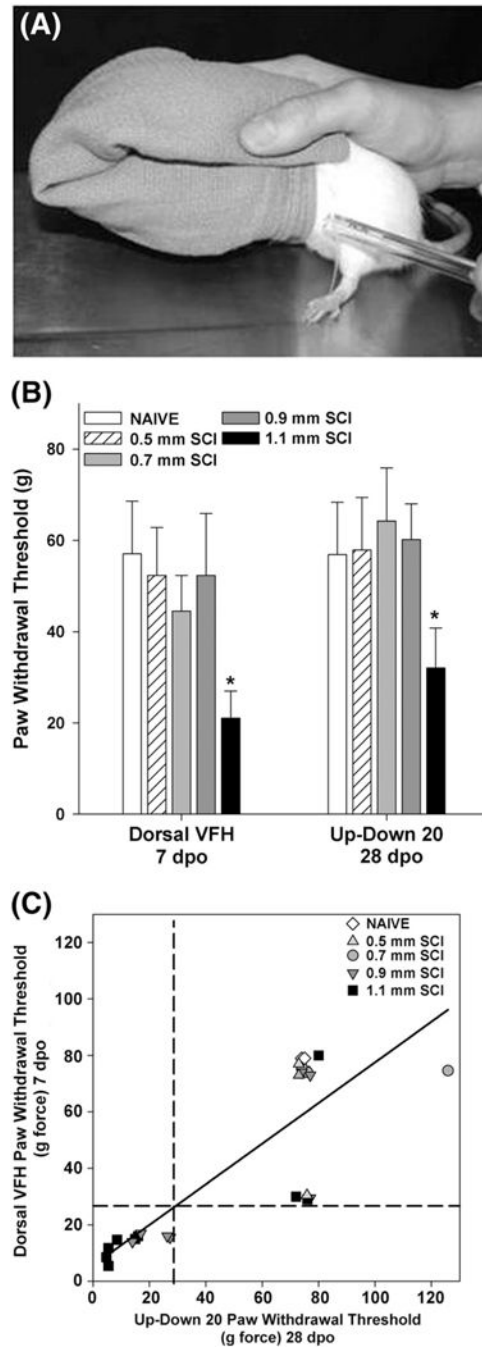 (A)
(B)
NAIVE
0.5 mm SCI
0.7 mm SCI
0.9 mm SCI
1.1 mm SCI
Paw Withdrawal Threshold (g)
80
60
40
20
0
*
*
Dorsal VFH
7 dpo
Up-Down 20
28 dpo
(C)
NAIVE
0.5 mm SCI
0.7 mm SCI
0.9 mm SCI
1.1 mm SCI
Dorsal VFH Paw Withdrawal Threshold
(g force) 7 dpo
120
100
80
60
40
20
0
0 20 40 60 80 100 120
Up-Down 20 Paw Withdrawal Threshold
(g force) 28 dpo